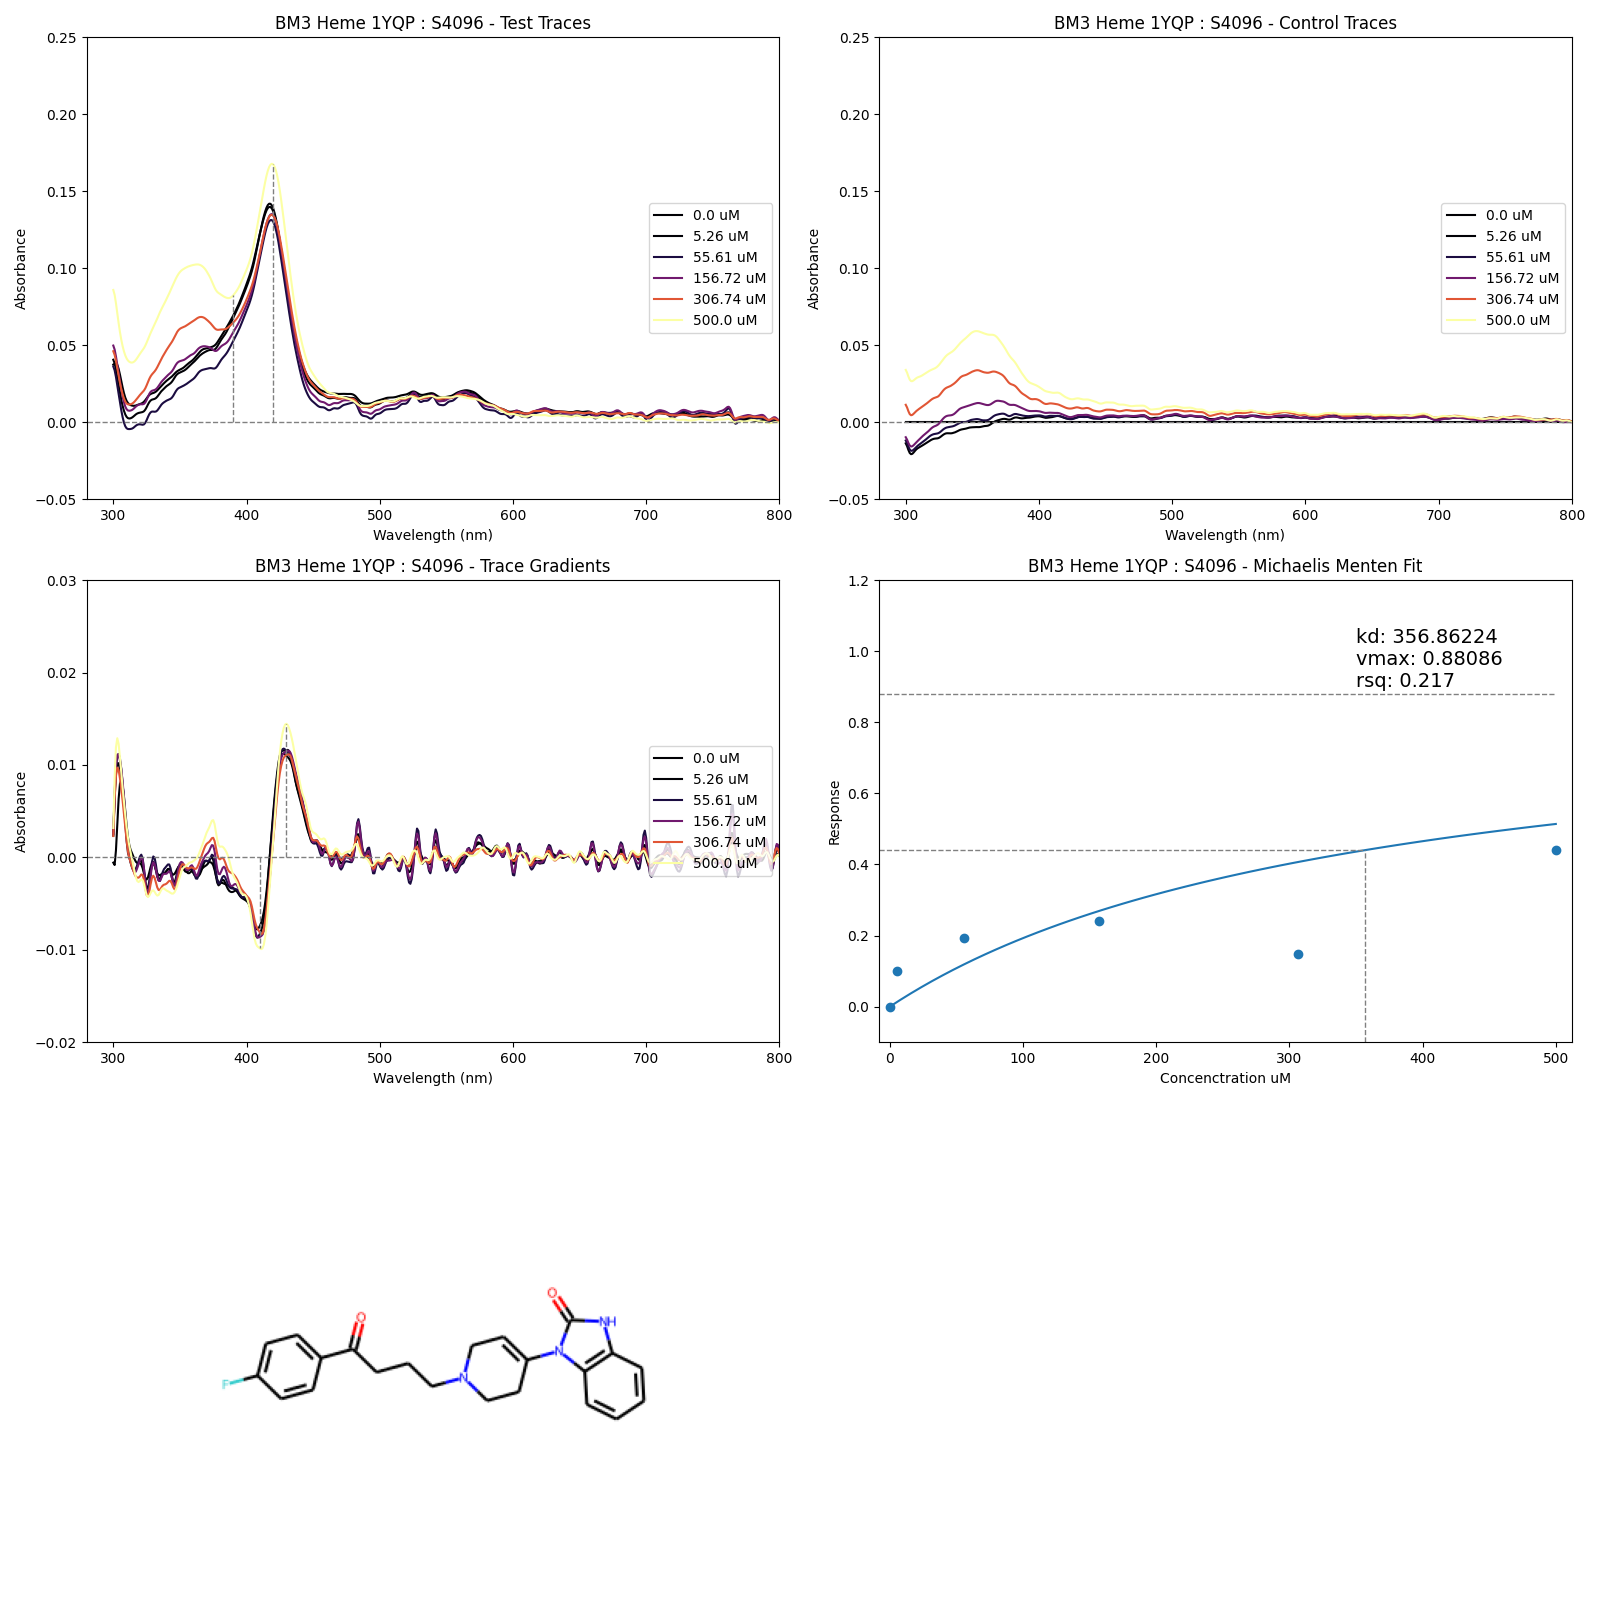 BM3 Heme 1YQP : S4096 - Test Traces
0.25
0.20
0.15
0.10
0.05
0.00
−0.05
Absorbance
300 400 500 600 700 800
Wavelength (nm)
0.0 uM
5.26 uM
55.61 uM
156.72 uM
306.74 uM
500.0 uM
BM3 Heme 1YQP : S4096 - Control Traces
0.25
0.20
0.15
0.10
0.05
0.00
−0.05
Absorbance
300 400 500 600 700 800
Wavelength (nm)
0.0 uM
5.26 uM
55.61 uM
156.72 uM
306.74 uM
500.0 uM
BM3 Heme 1YQP : S4096 - Trace Gradients
0.03
0.02
0.01
0.00
−0.01
−0.02
Absorbance
300 400 500 600 700 800
Wavelength (nm)
0.0 uM
5.26 uM
55.61 uM
156.72 uM
306.74 uM
500.0 uM
BM3 Heme 1YQP : S4096 - Michaelis Menten Fit
1.2
1.0
0.8
0.6
0.4
0.2
0.0
Response
0 100 200 300 400 500
Concenctration uM
kd: 356.86224
vmax: 0.88086
rsq: 0.217
O
NH
O
N
N
F